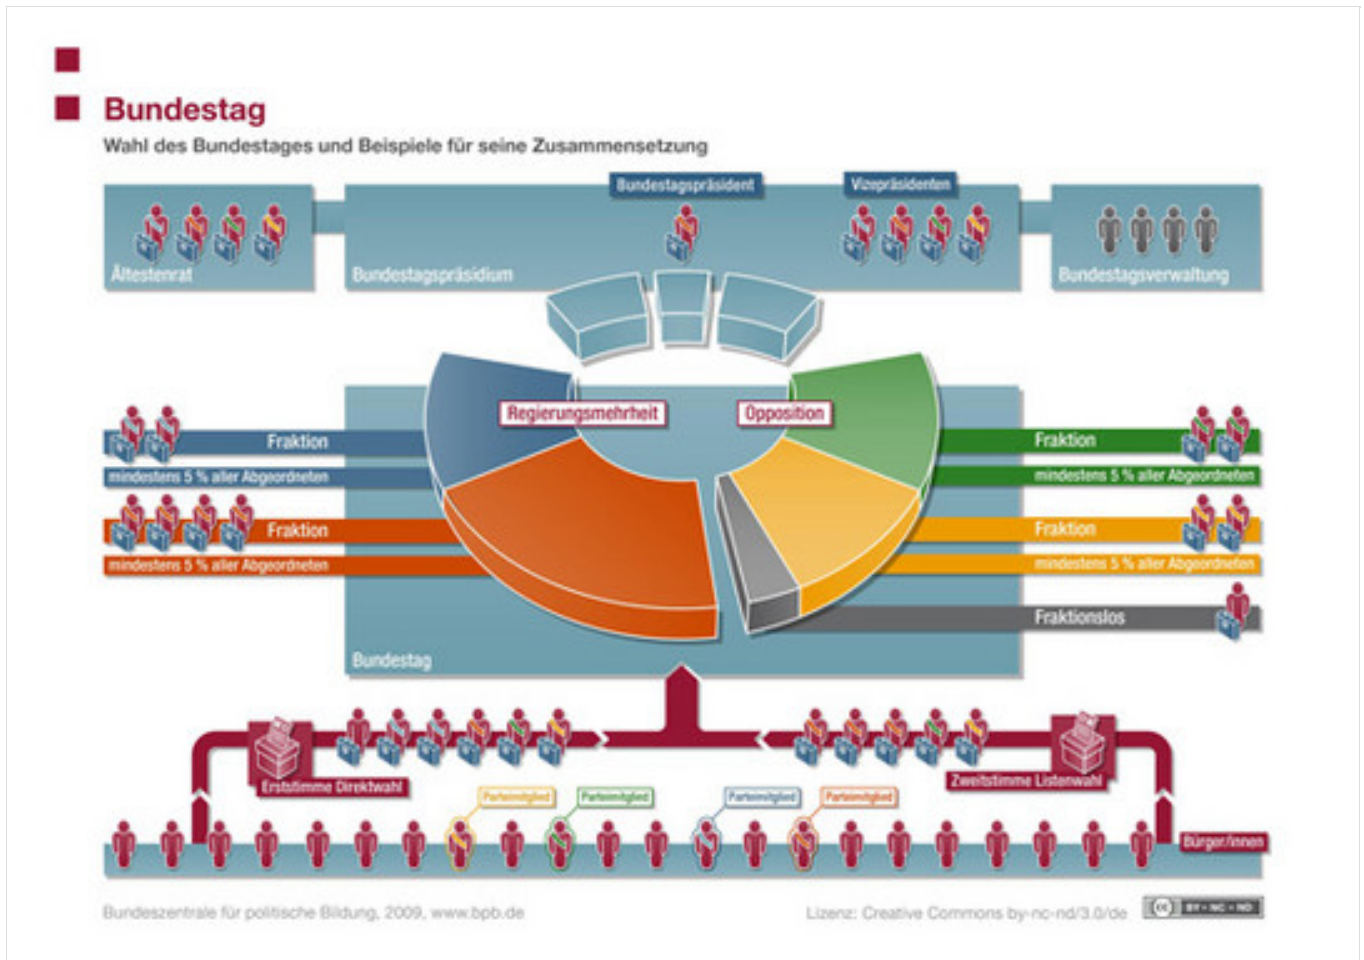 Bundestag
Wahl des Bundestages und Beispiele für seine Zusammensetzung
Bundestagspräsident
Vizepräsidenten
Ältestenrat
Bundestagspräsidium
Bundestagsverwaltung
Regierungsmehrheit
Opposition
Fraktion
mindestens 5 % aller Abgeordneten
Fraktion
mindestens 5 % aller Abgeordneten
Fraktion
mindestens 5 % aller Abgeordneten
Fraktion
mindestens 5 % aller Abgeordneten
Fraktionslos
Bundestag
Erststimme Direktwahl
Zweitstimme Listenwahl
Parteimitglied
Parteimitglied
Parteimitglied
Parteimitglied
Bürger/innen
Bundeszentrale für politische Bildung, 2009, www.bpb.de
Lizenz: Creative Commons by-nc-nd/3.0/de
cc BY - NC - ND